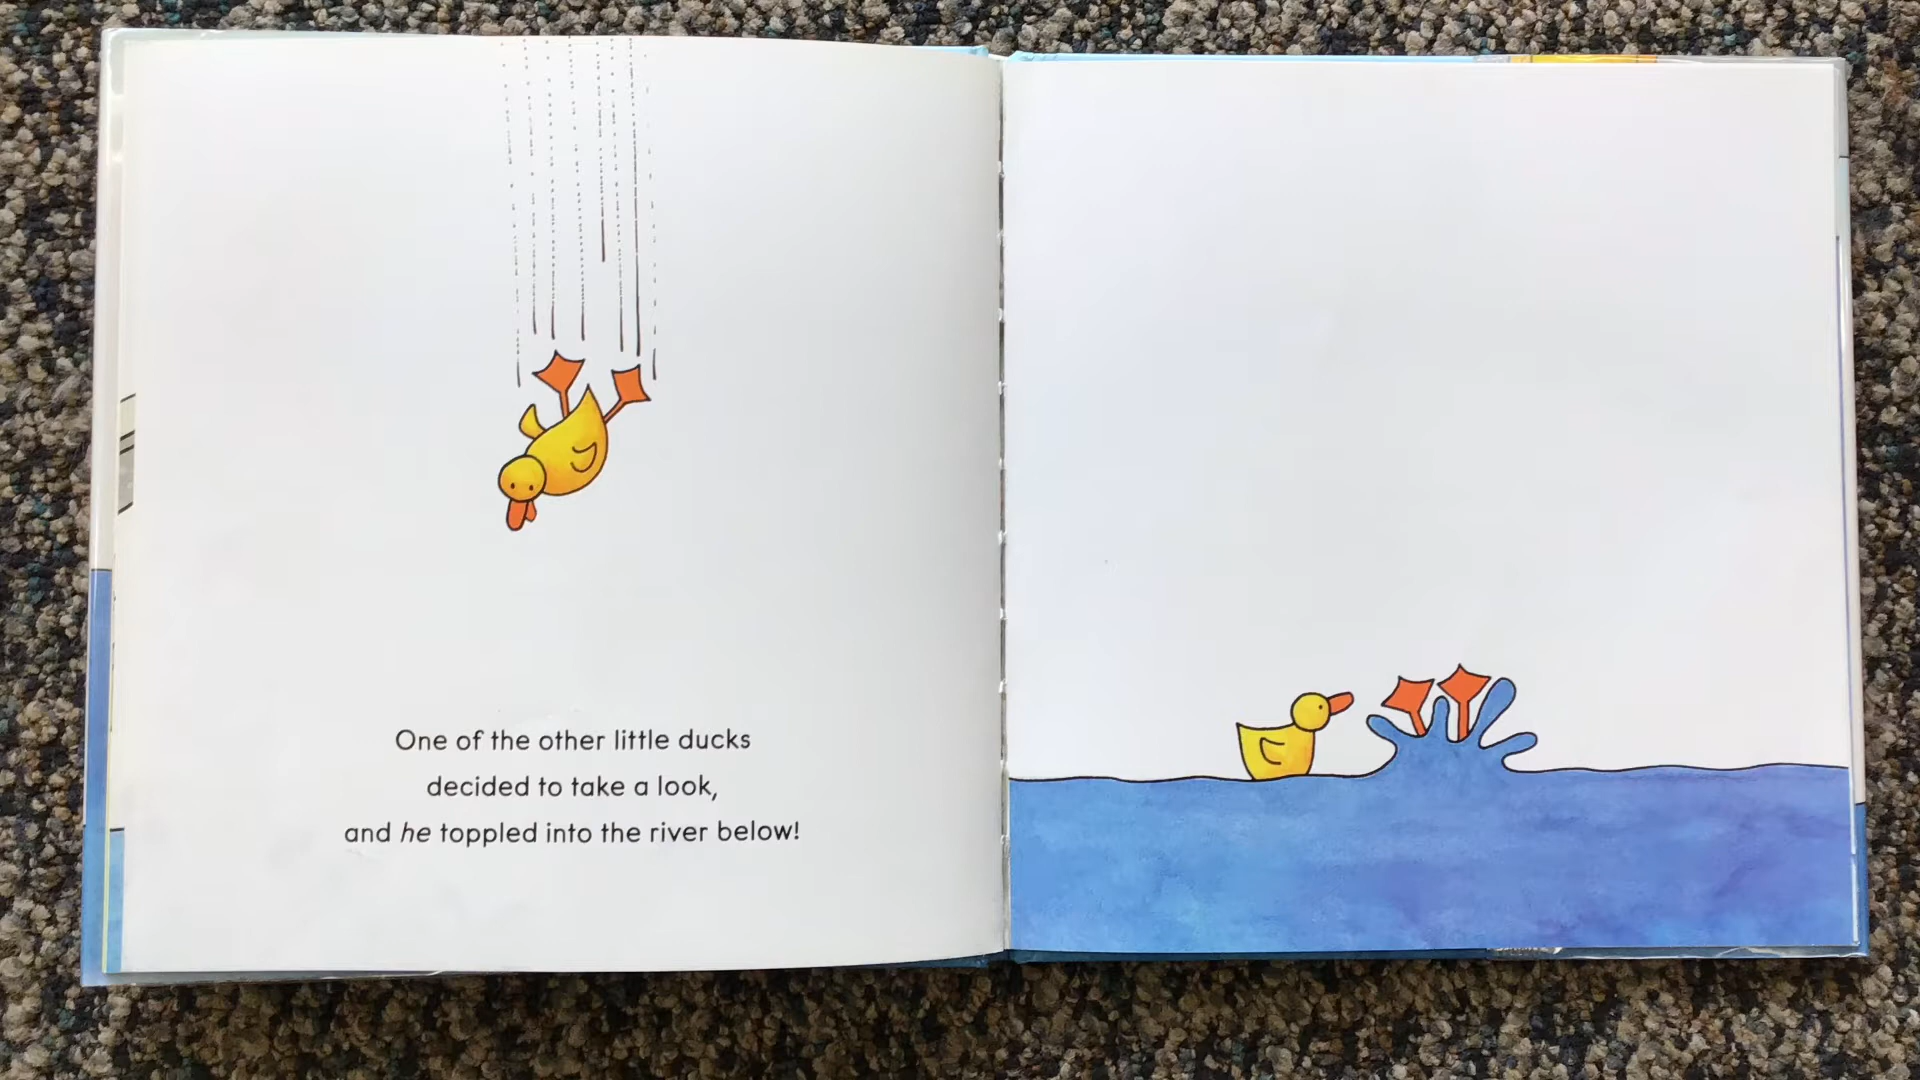 One of the other little ducks
decided to take a look,
and he toppled into the river below!